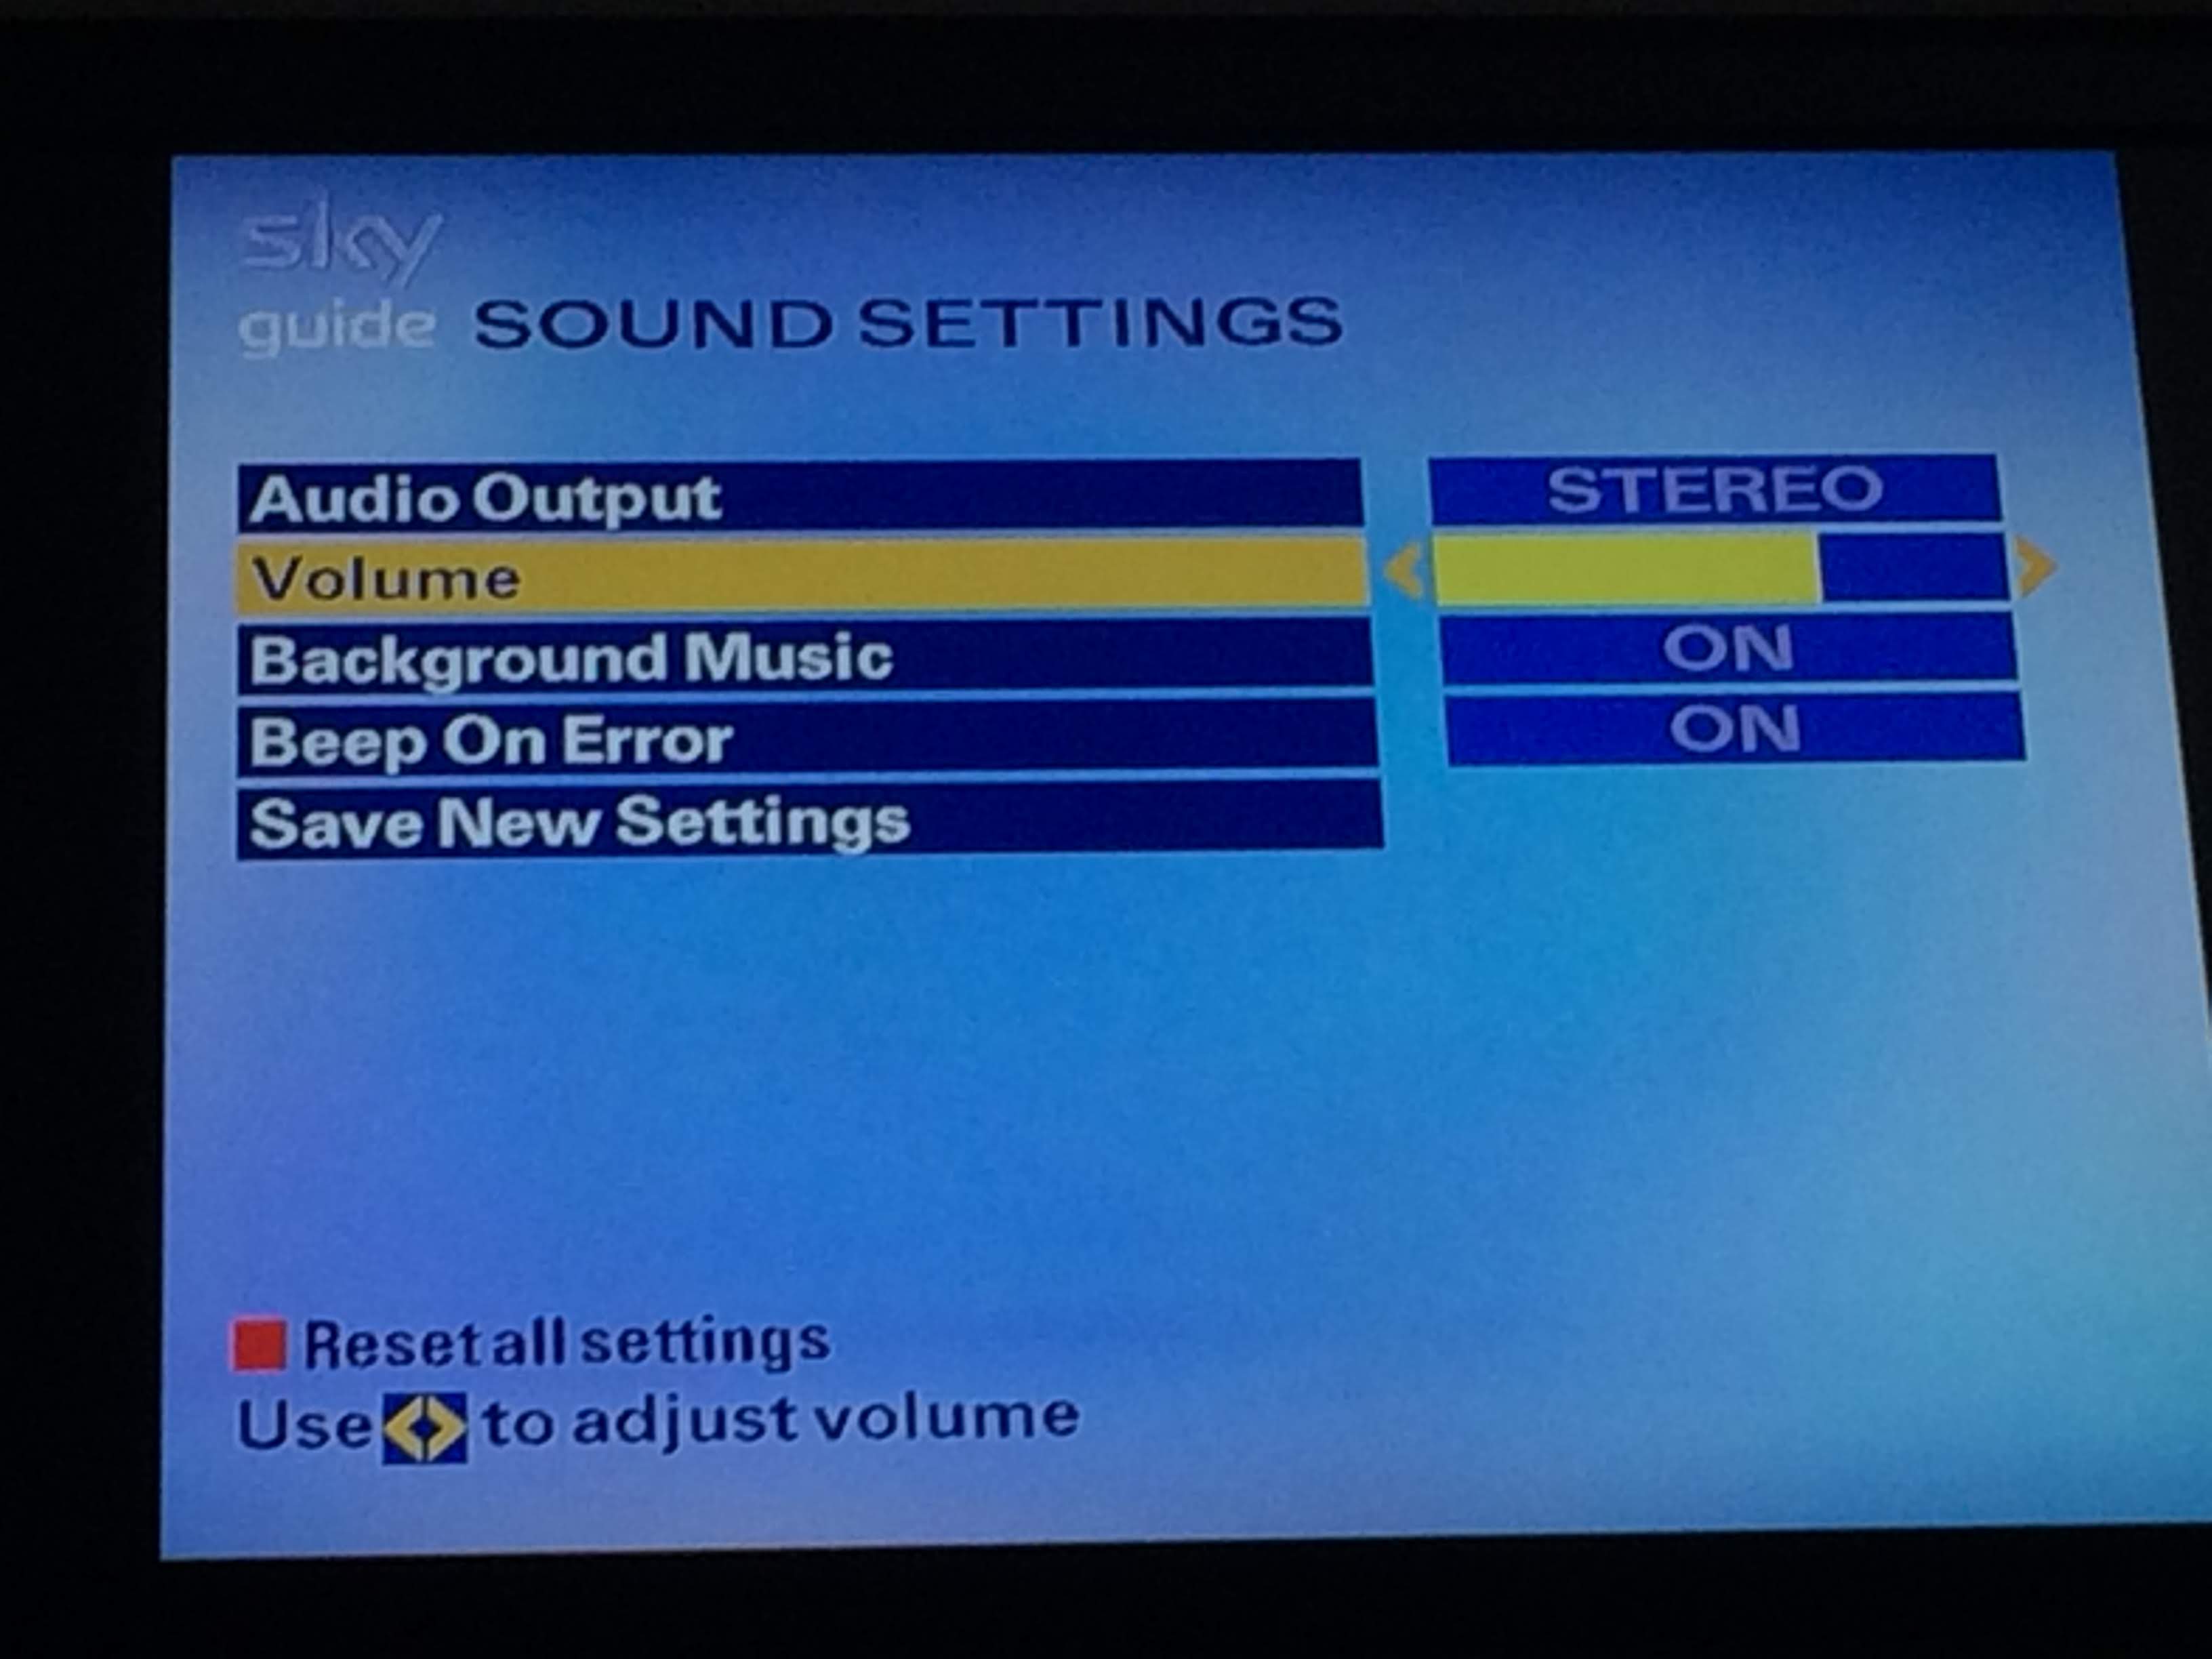 sky
guide SOUND SETTINGS
Audio Output STEREO
Volume
Background Music ON
Beep On Error ON
Save New Settings
Reset all settings
Use to adjust volume